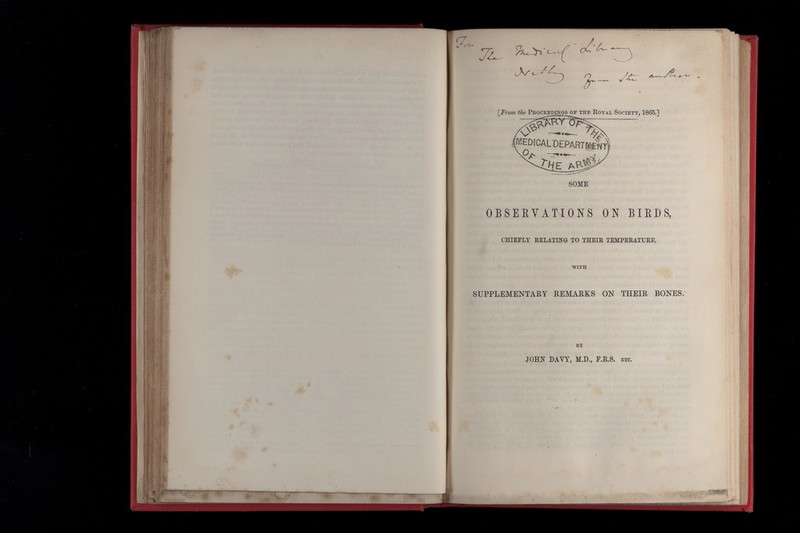 For
The Medical Library
Netley from the author.
[From the PROCEEDINGS OF THE ROYAL SOCIETY, 1865.]
LIBRARY OF THE
MEDICAL DEPARTMENT
OF THE ARMY
SOME
OBSERVATIONS ON BIRDS,
CHIEFLY RELATING TO THEIR TEMPERATURE,
WITH
SUPPLEMENTARY REMARKS ON THEIR BONES.
BY
JOHN DAVY, M.D., F.R.S. ETC.